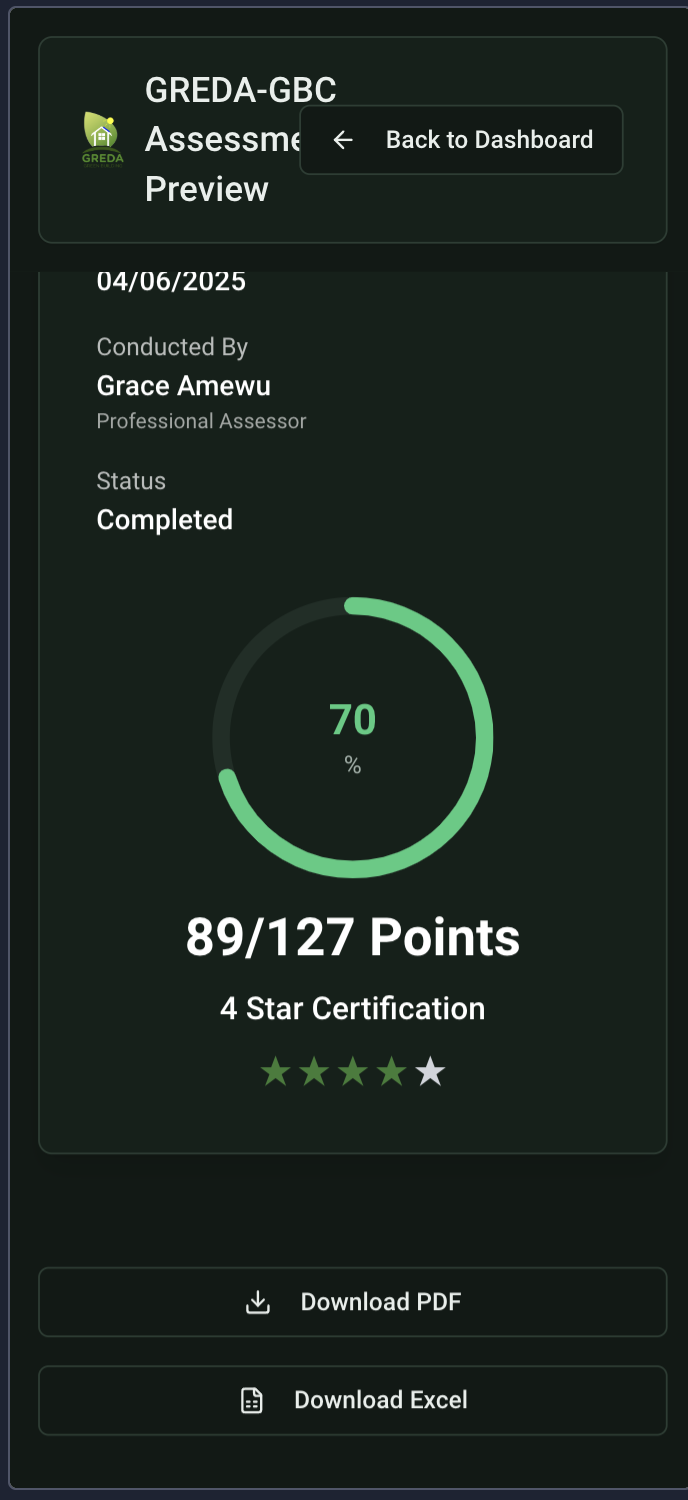 GREDA-GBC
Assessme
Preview
GREDA
← Back to Dashboard
04/06/2025
Conducted By
Grace Amewu
Professional Assessor
Status
Completed
70
%
89/127 Points
4 Star Certification
Download PDF
Download Excel